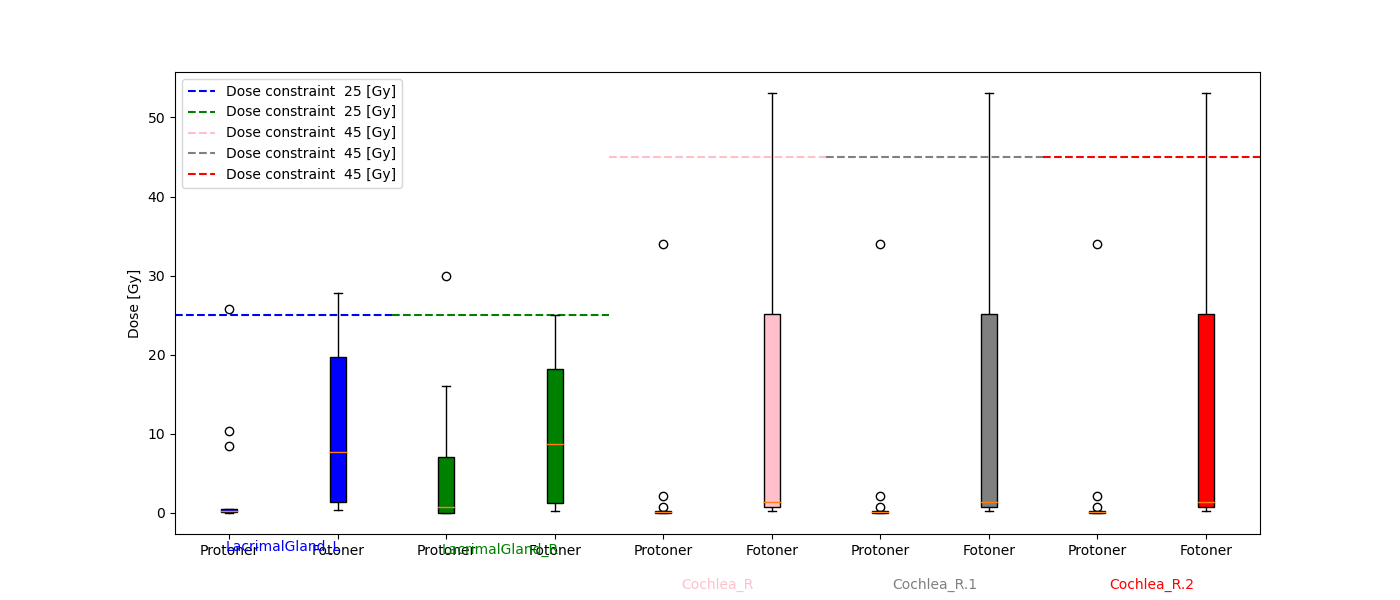 Dose constraint  25 [Gy]
Dose constraint  25 [Gy]
Dose constraint  45 [Gy]
Dose constraint  45 [Gy]
Dose constraint  45 [Gy]
Dose [Gy]
50
40
30
20
10
0
Protoner Fotoner Protoner Fotoner Protoner Fotoner Protoner Fotoner Protoner Fotoner
LacrimalGland_L LacrimalGland_R
Cochlea_R Cochlea_R.1 Cochlea_R.2